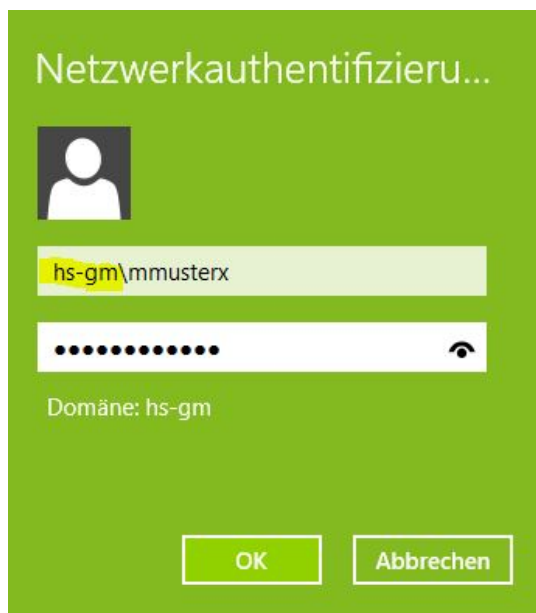 Netzwerkauthentifizieru...
hs-gm\mmusterx
••••••••••••
Domäne: hs-gm
OK
Abbrechen